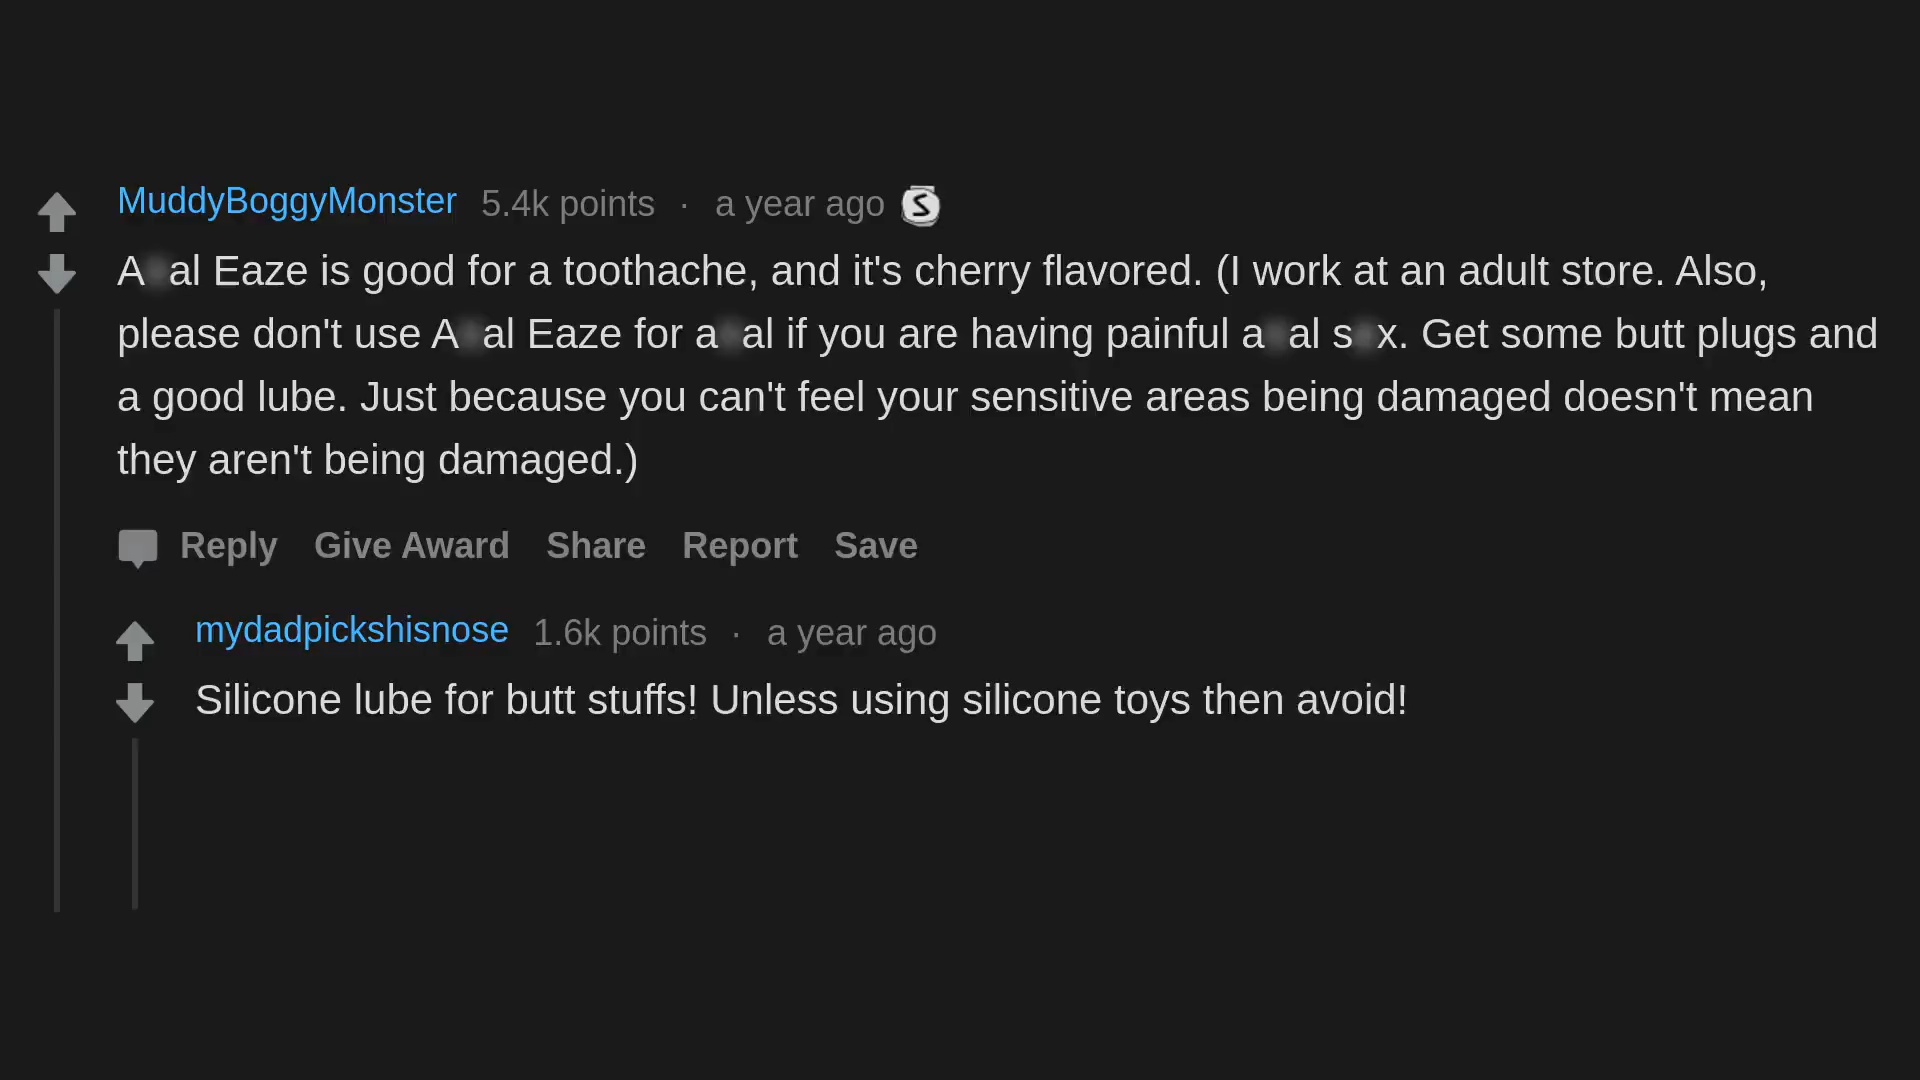 MuddyBoggyMonster 5.4k points · a year ago S
A al Eaze is good for a toothache, and it's cherry flavored. (I work at an adult store. Also,
please don't use A al Eaze for a al if you are having painful a al s x. Get some butt plugs and
a good lube. Just because you can't feel your sensitive areas being damaged doesn't mean
they aren't being damaged.)
Reply Give Award Share Report Save
mydadpickshisnose 1.6k points · a year ago
Silicone lube for butt stuffs! Unless using silicone toys then avoid!